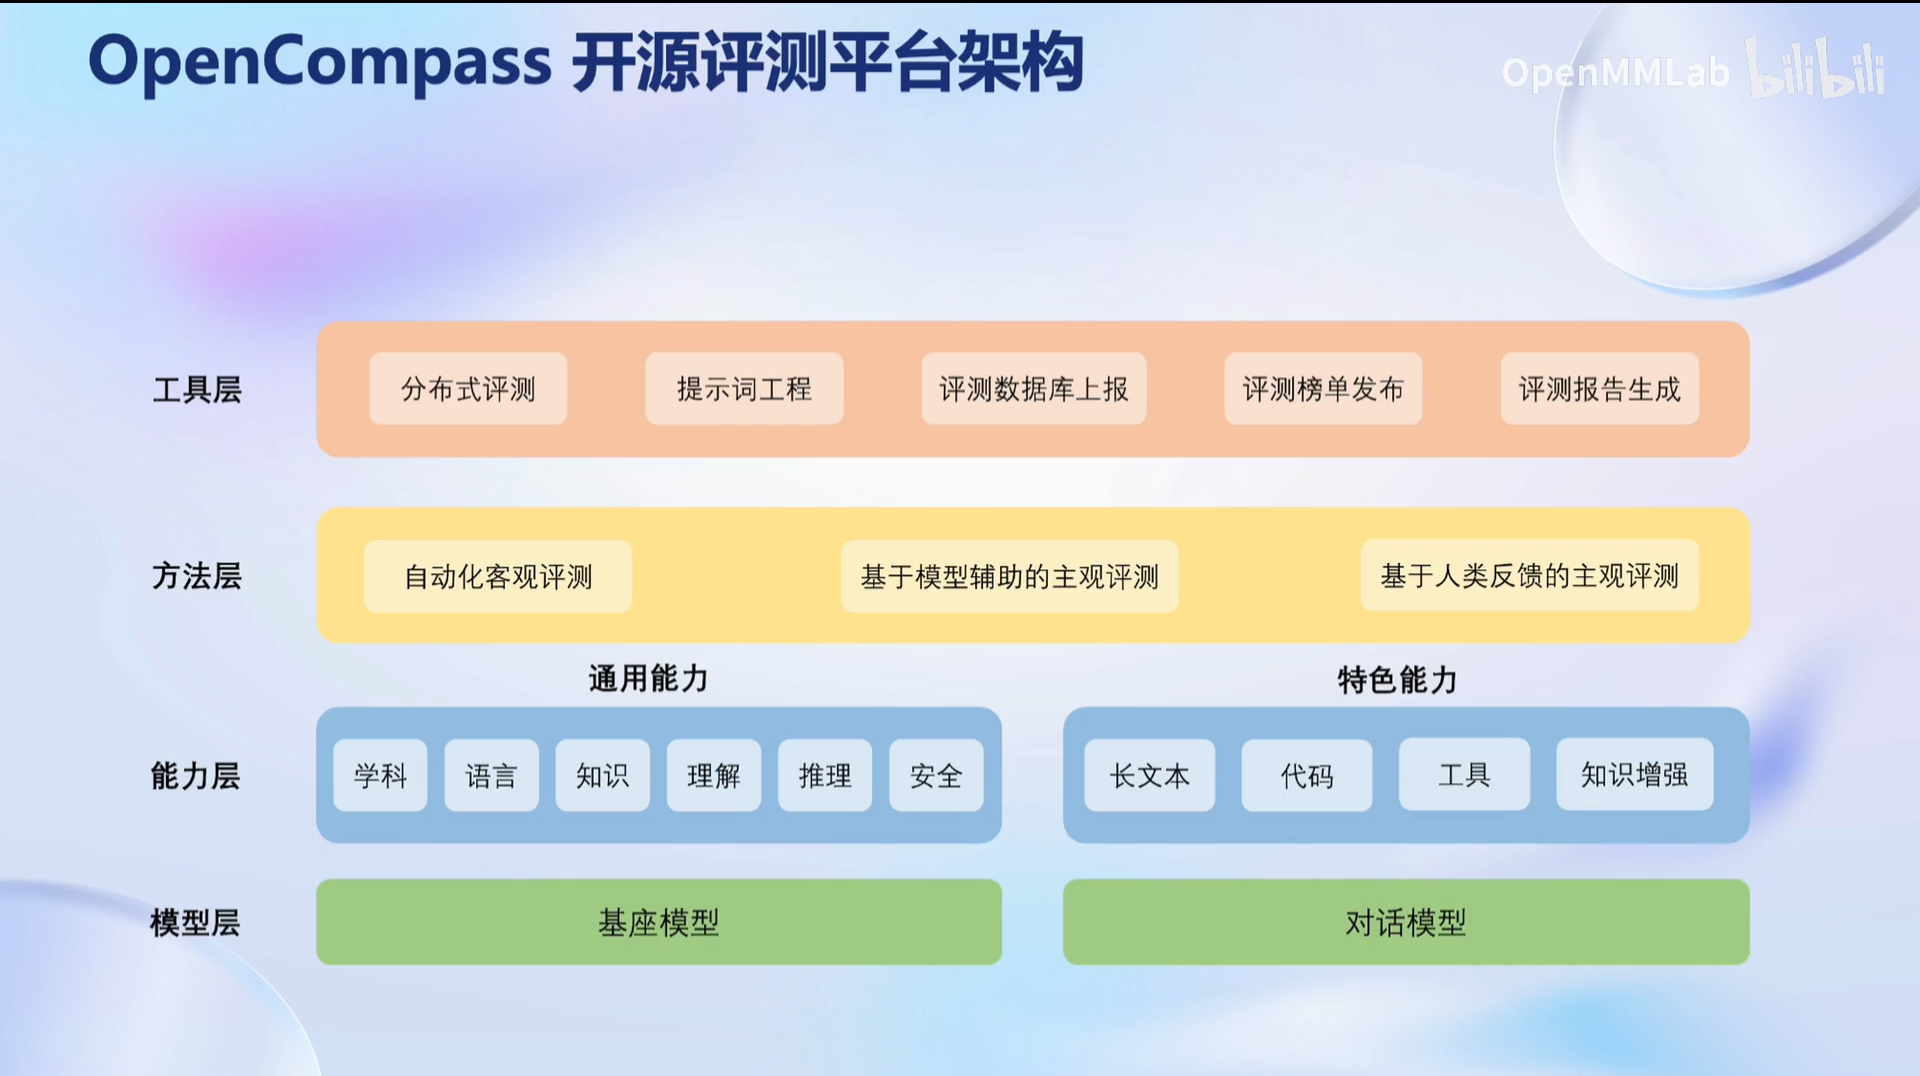 OpenCompass 开源评测平台架构
OpenMMLab bilibili
工具层
分布式评测
提示词工程
评测数据库上报
评测榜单发布
评测报告生成
方法层
自动化客观评测
基于模型辅助的主观评测
基于人类反馈的主观评测
通用能力
特色能力
能力层
学科
语言
知识
理解
推理
安全
长文本
代码
工具
知识增强
模型层
基座模型
对话模型